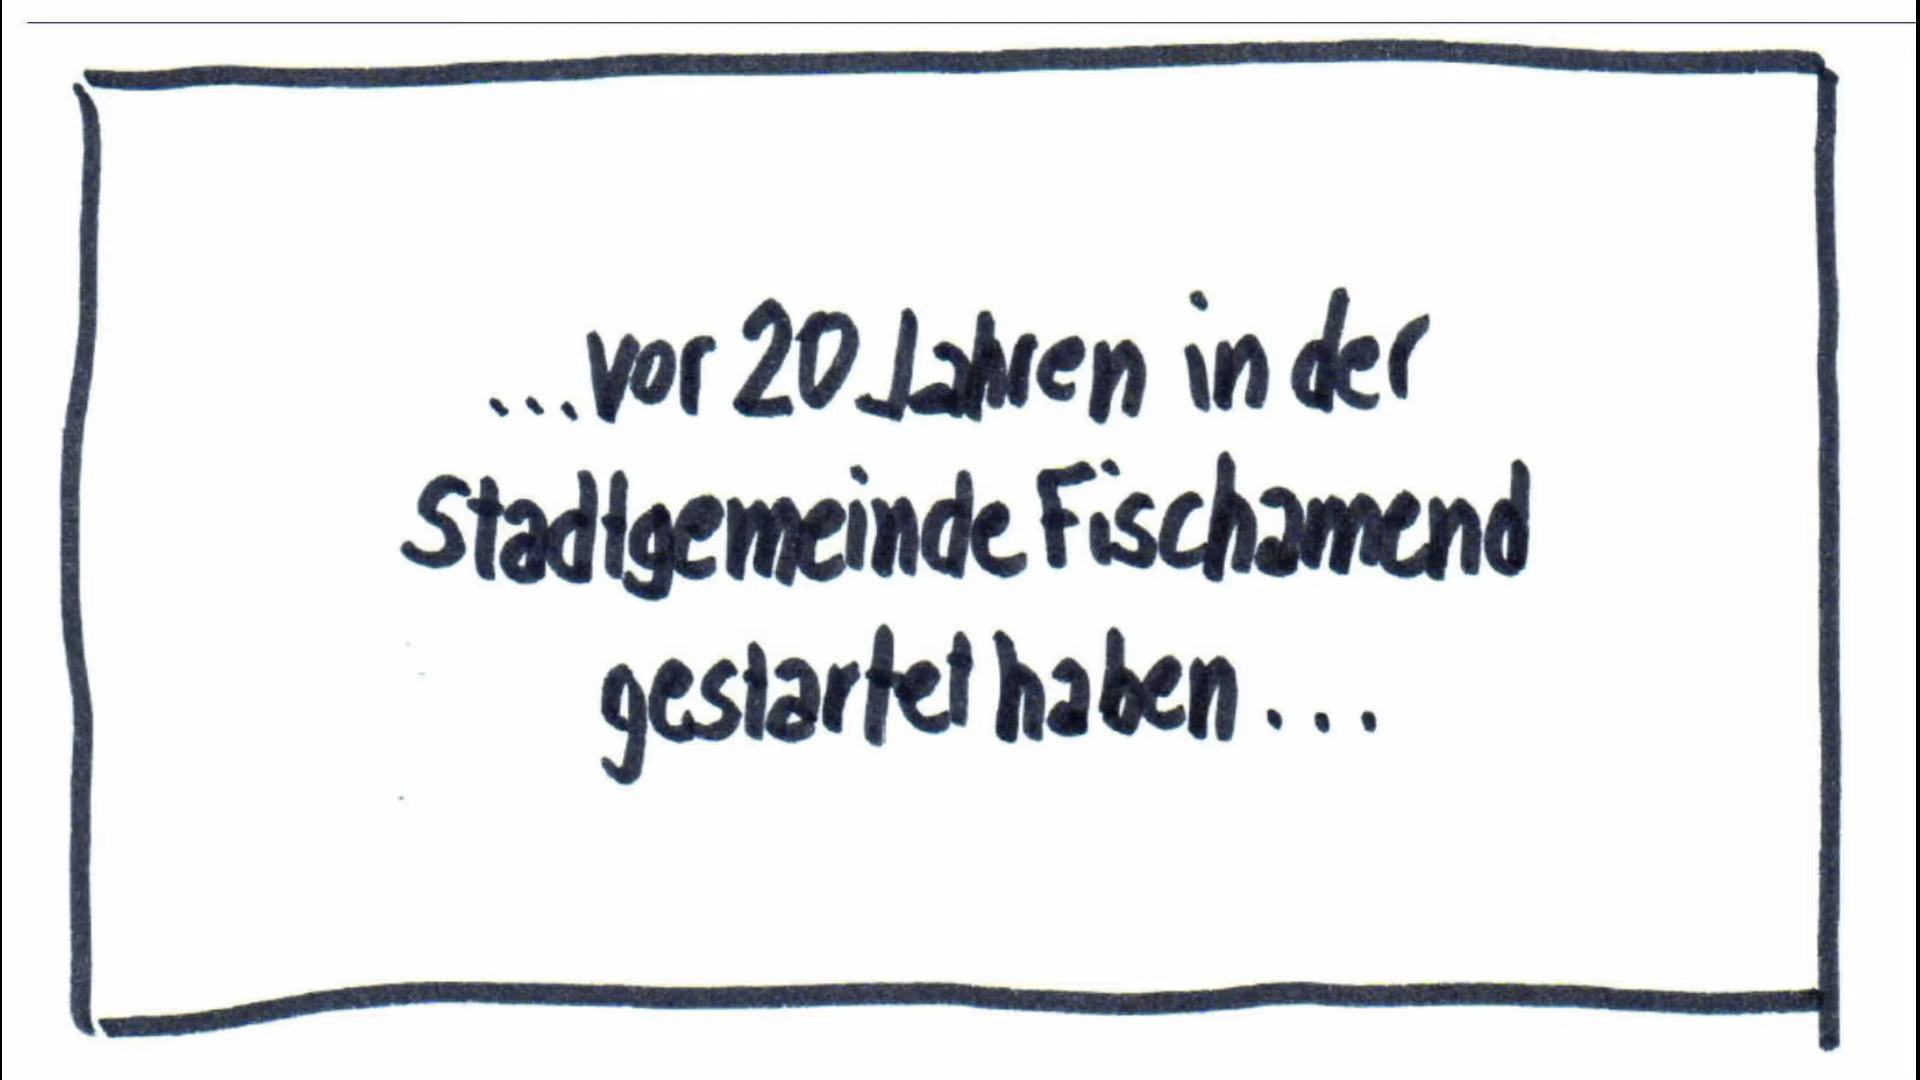 ...vor 20 Jahren in der
Stadtgemeinde Fischamend
gestartet haben...